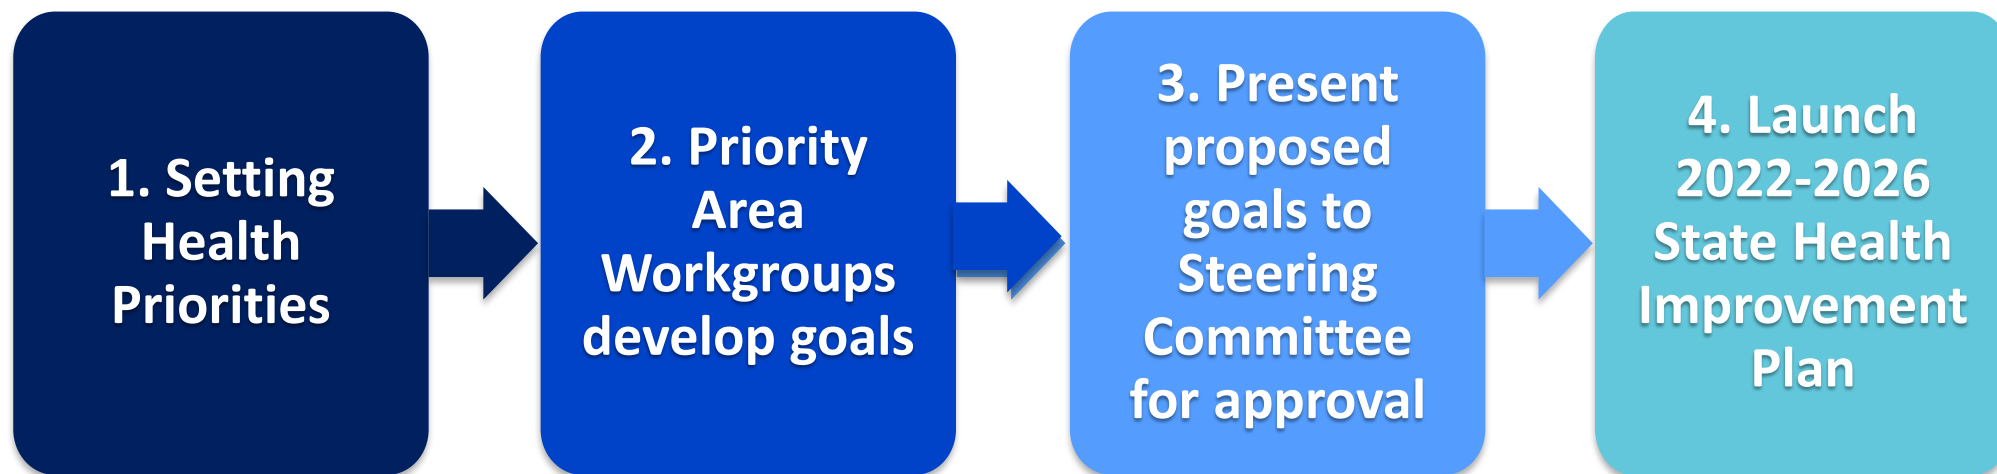 1. Setting
Health
Priorities
2. Priority
Area
Workgroups
develop goals
3. Present
proposed
goals to
Steering
Committee
for approval
4. Launch
2022-2026
State Health
Improvement
Plan